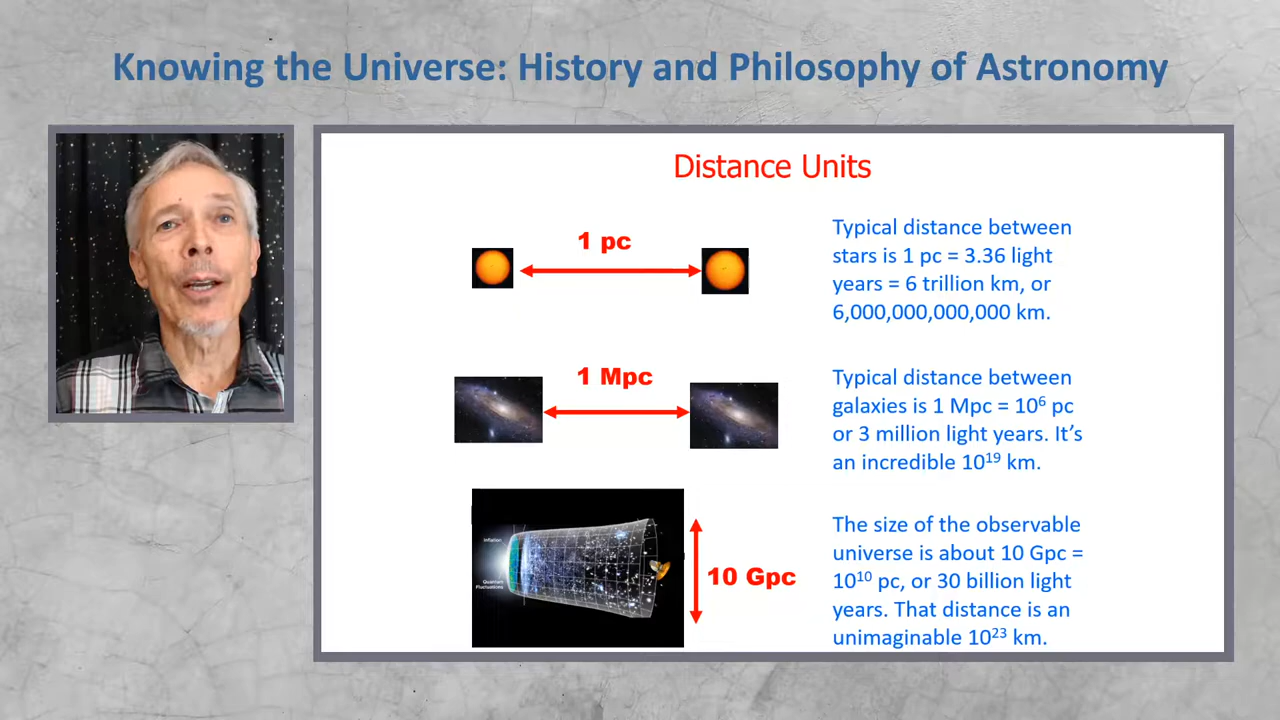 Knowing the Universe: History and Philosophy of Astronomy
Distance Units
1 pc
Typical distance between
stars is 1 pc = 3.36 light
years = 6 trillion km, or
6,000,000,000,000 km.
1 Mpc
Typical distance between
galaxies is 1 Mpc = 10⁶ pc
or 3 million light years. It’s
an incredible 10¹⁹ km.
Inflation
Quantum
Fluctuations
10 Gpc
The size of the observable
universe is about 10 Gpc =
10¹⁰ pc, or 30 billion light
years. That distance is an
unimaginable 10²³ km.